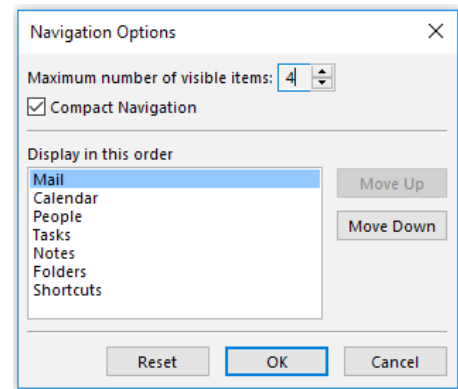 Navigation Options
Maximum number of visible items: 4
Compact Navigation
Display in this order
Mail
Calendar
People
Tasks
Notes
Folders
Shortcuts
Move Up
Move Down
Reset OK Cancel